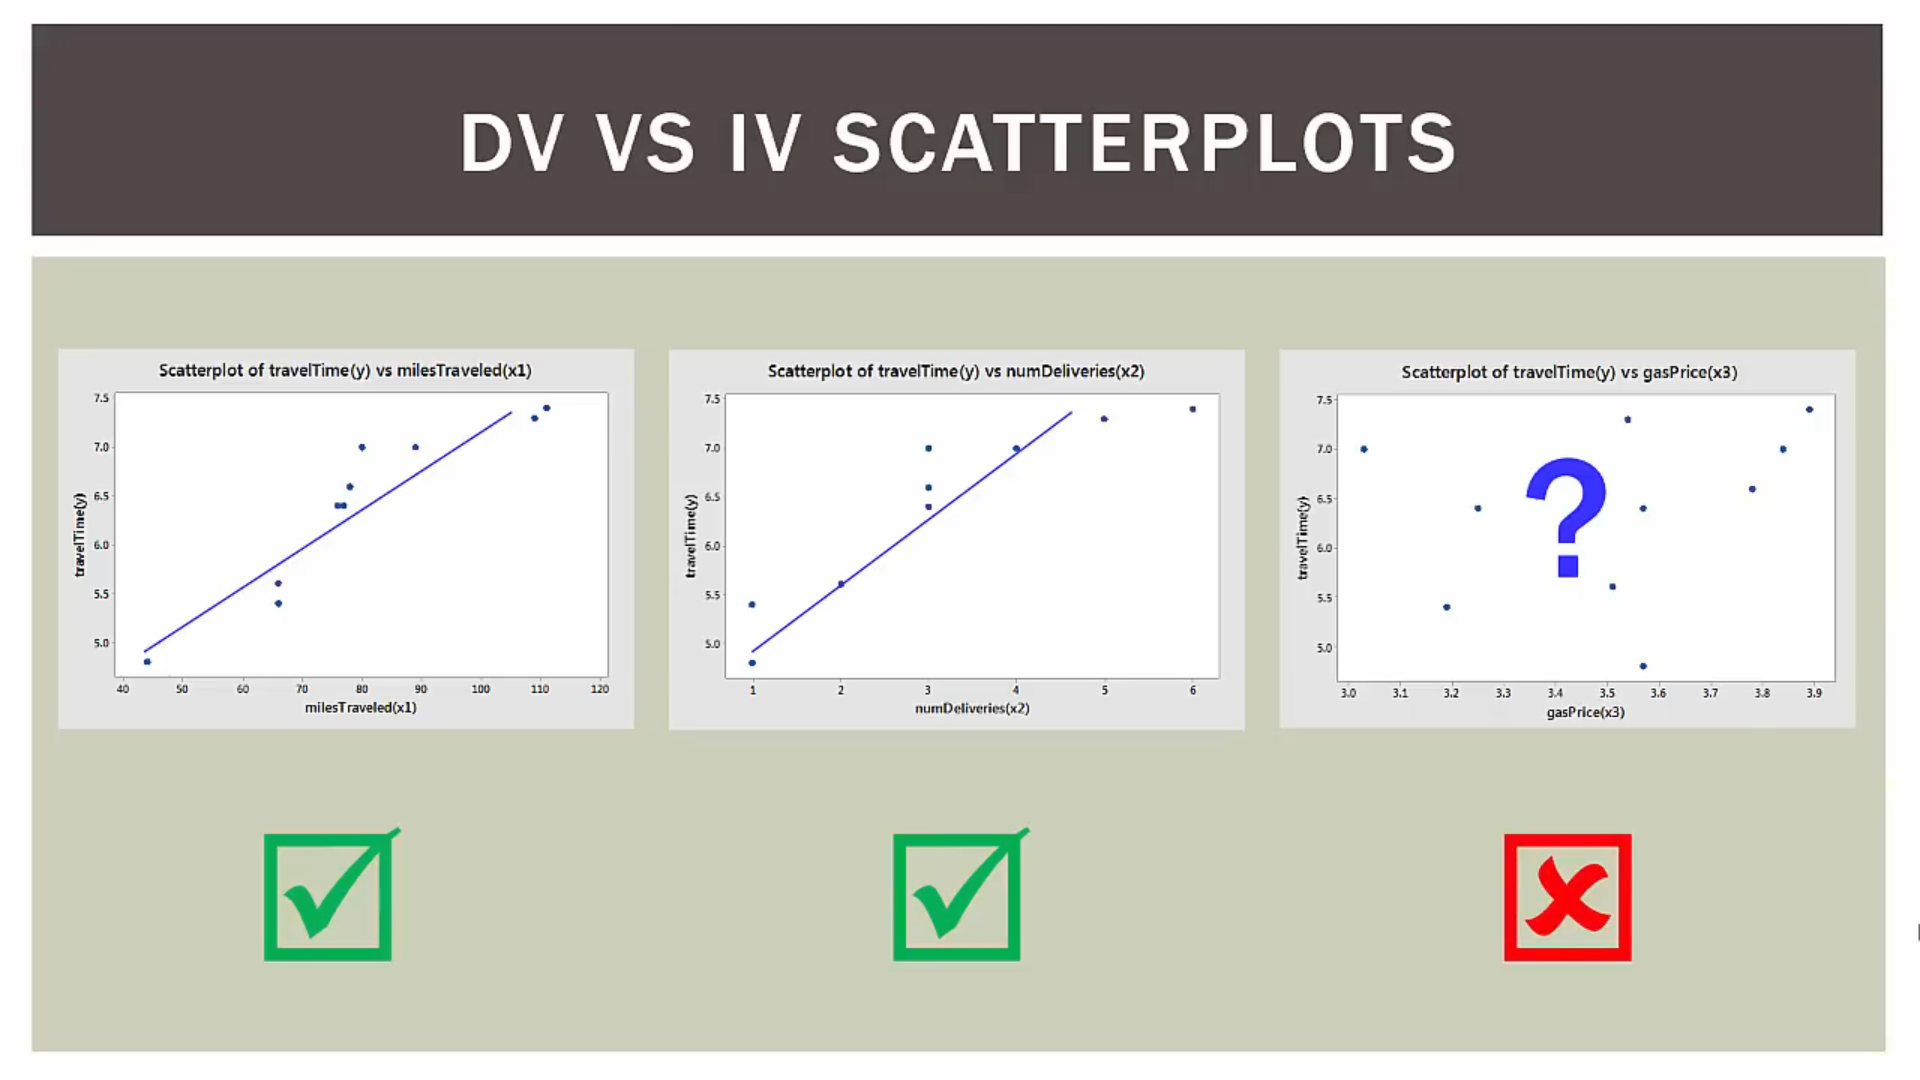 DV VS IV SCATTERPLOTS
Scatterplot of travelTime(y) vs milesTraveled(x1)
7.5
7.0
6.5
6.0
5.5
5.0
travelTime(y)
40 50 60 70 80 90 100 110 120
milesTraveled(x1)
Scatterplot of travelTime(y) vs numDeliveries(x2)
7.5
7.0
6.5
6.0
5.5
5.0
travelTime(y)
1 2 3 4 5 6
numDeliveries(x2)
Scatterplot of travelTime(y) vs gasPrice(x3)
7.5
7.0
6.5
6.0
5.5
5.0
travelTime(y)
?
3.0 3.1 3.2 3.3 3.4 3.5 3.6 3.7 3.8 3.9
gasPrice(x3)